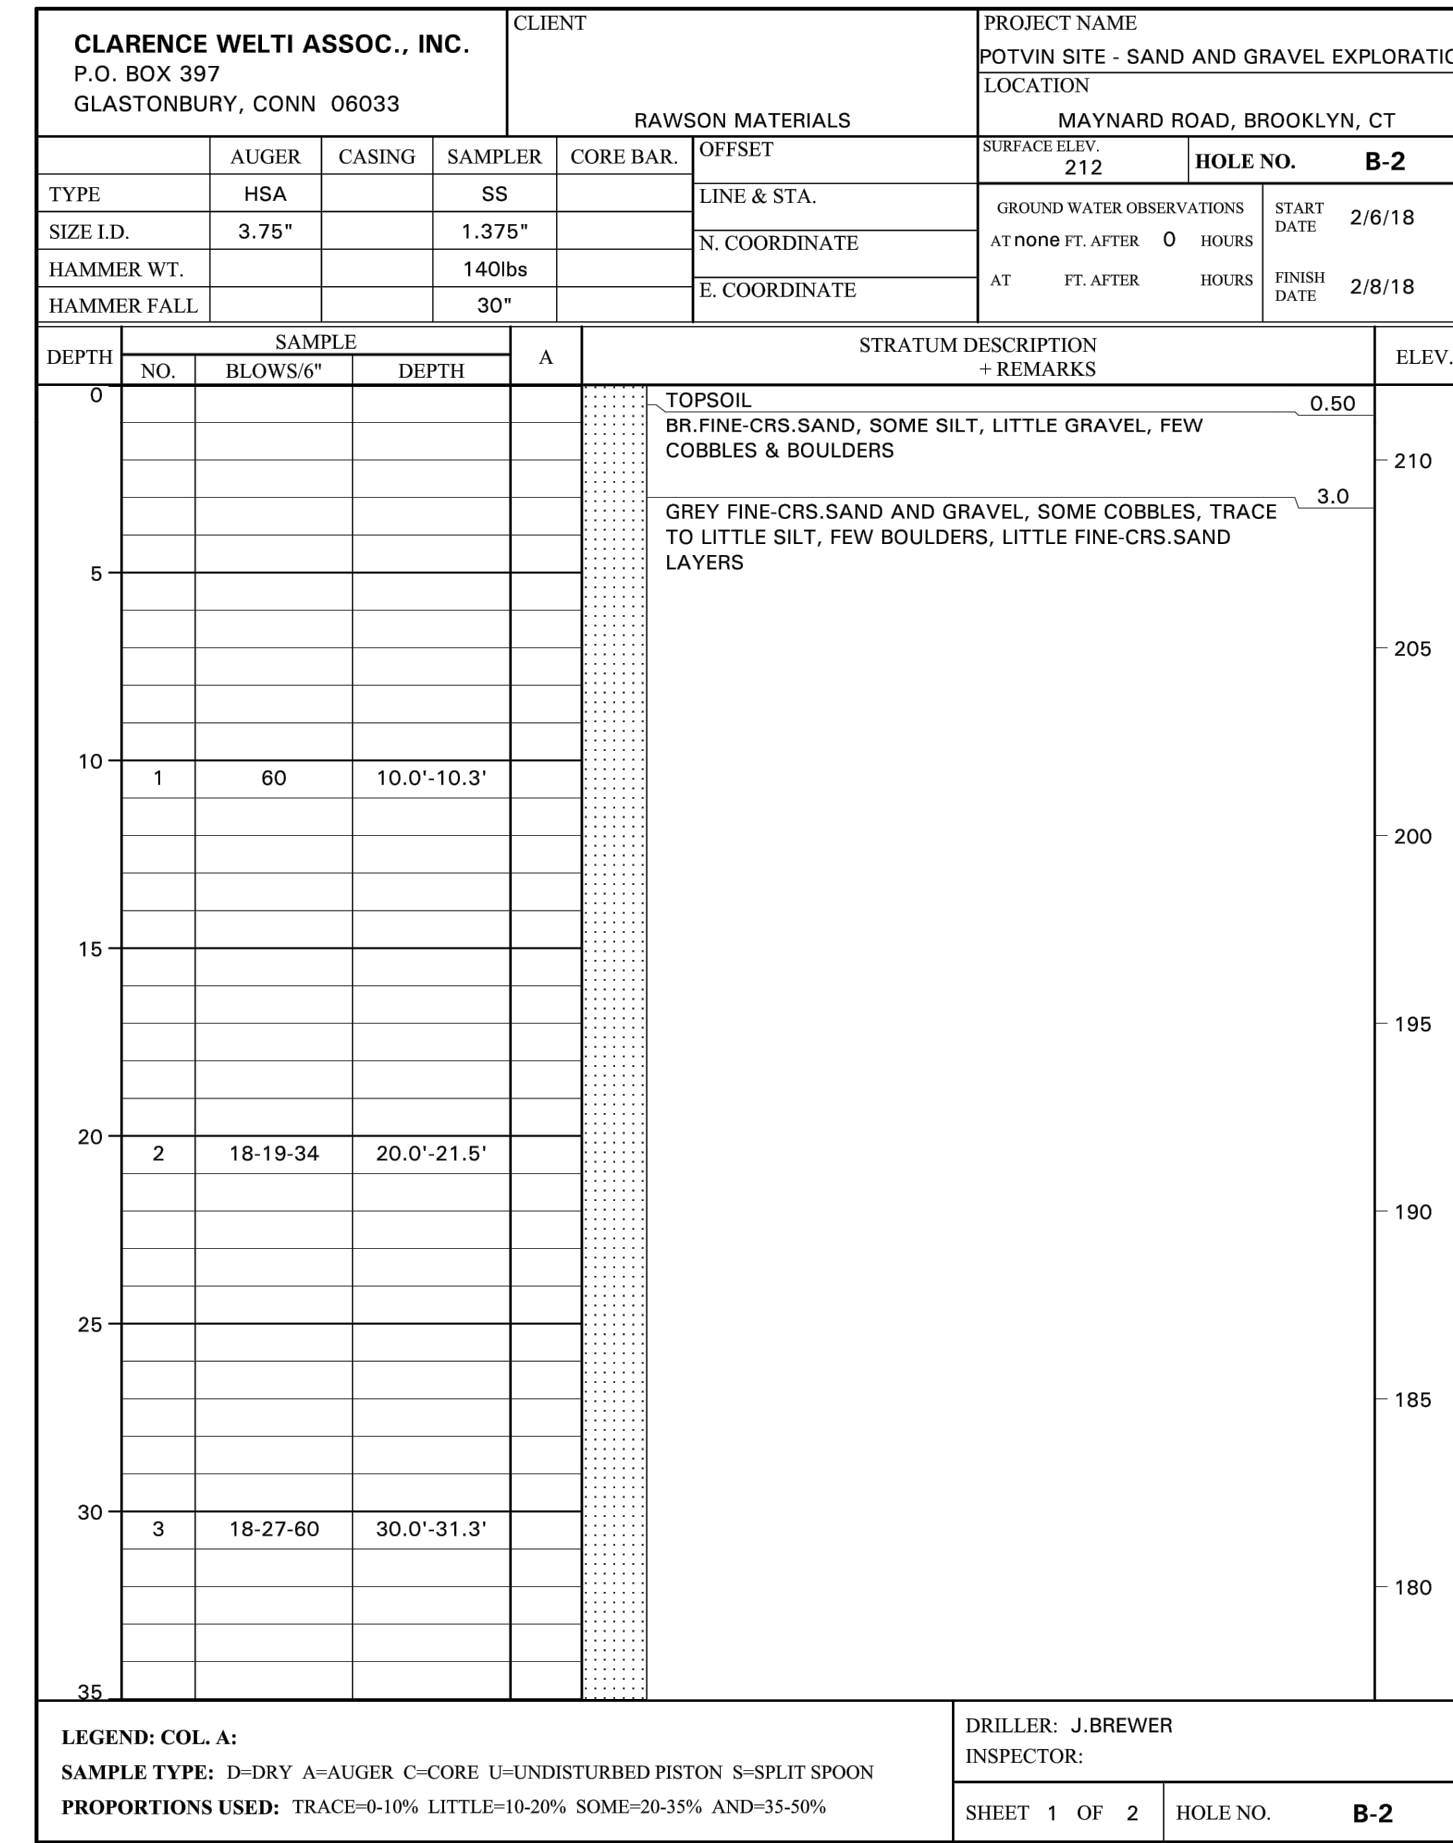 CLARENCE WELTI ASSOC., INC.
P.O. BOX 397
GLASTONBURY, CONN 06033
CLIENT
RAWSON MATERIALS
PROJECT NAME
POTVIN SITE - SAND AND GRAVEL EXPLORATIO
LOCATION
MAYNARD ROAD, BROOKLYN, CT
AUGER CASING SAMPLER CORE BAR.
TYPE HSA SS
SIZE I.D. 3.75" 1.375"
HAMMER WT. 140lbs
HAMMER FALL 30"
OFFSET
LINE & STA.
N. COORDINATE
E. COORDINATE
SURFACE ELEV.
212
HOLE NO. B-2
GROUND WATER OBSERVATIONS
AT none FT. AFTER 0 HOURS
AT FT. AFTER HOURS
START
DATE 2/6/18
FINISH
DATE 2/8/18
DEPTH
SAMPLE
NO. BLOWS/6" DEPTH
A
STRATUM DESCRIPTION
+ REMARKS
ELEV.
0
TOPSOIL 0.50
BR.FINE-CRS.SAND, SOME SILT, LITTLE GRAVEL, FEW
COBBLES & BOULDERS
210
3.0
GREY FINE-CRS.SAND AND GRAVEL, SOME COBBLES, TRACE
TO LITTLE SILT, FEW BOULDERS, LITTLE FINE-CRS.SAND
LAYERS
5
205
10
1 60 10.0'-10.3'
200
15
195
20
2 18-19-34 20.0'-21.5'
190
25
185
30
3 18-27-60 30.0'-31.3'
180
35
LEGEND: COL. A:
SAMPLE TYPE: D=DRY A=AUGER C=CORE U=UNDISTURBED PISTON S=SPLIT SPOON
PROPORTIONS USED: TRACE=0-10% LITTLE=10-20% SOME=20-35% AND=35-50%
DRILLER: J.BREWER
INSPECTOR:
SHEET 1 OF 2 HOLE NO. B-2